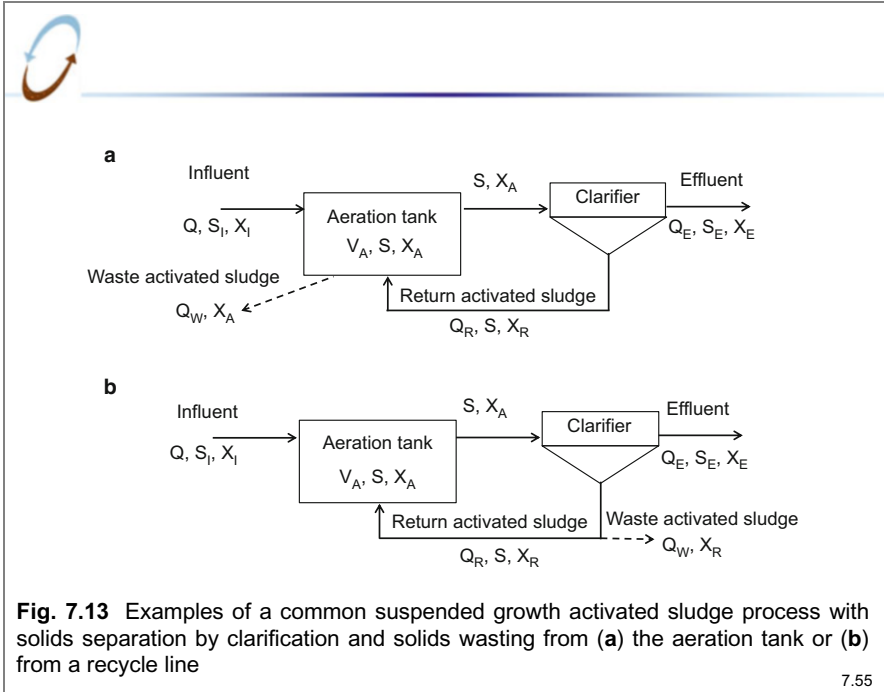 a
Influent
Q, S_I, X_I
Aeration tank
V_A, S, X_A
S, X_A
Clarifier
Effluent
Q_E, S_E, X_E
Waste activated sludge
Q_W, X_A
Return activated sludge
Q_R, S, X_R
b
Influent
Q, S_I, X_I
Aeration tank
V_A, S, X_A
S, X_A
Clarifier
Effluent
Q_E, S_E, X_E
Return activated sludge
Q_R, S, X_R
Waste activated sludge
Q_W, X_R
Fig. 7.13 Examples of a common suspended growth activated sludge process with
solids separation by clarification and solids wasting from (a) the aeration tank or (b)
from a recycle line
7.55